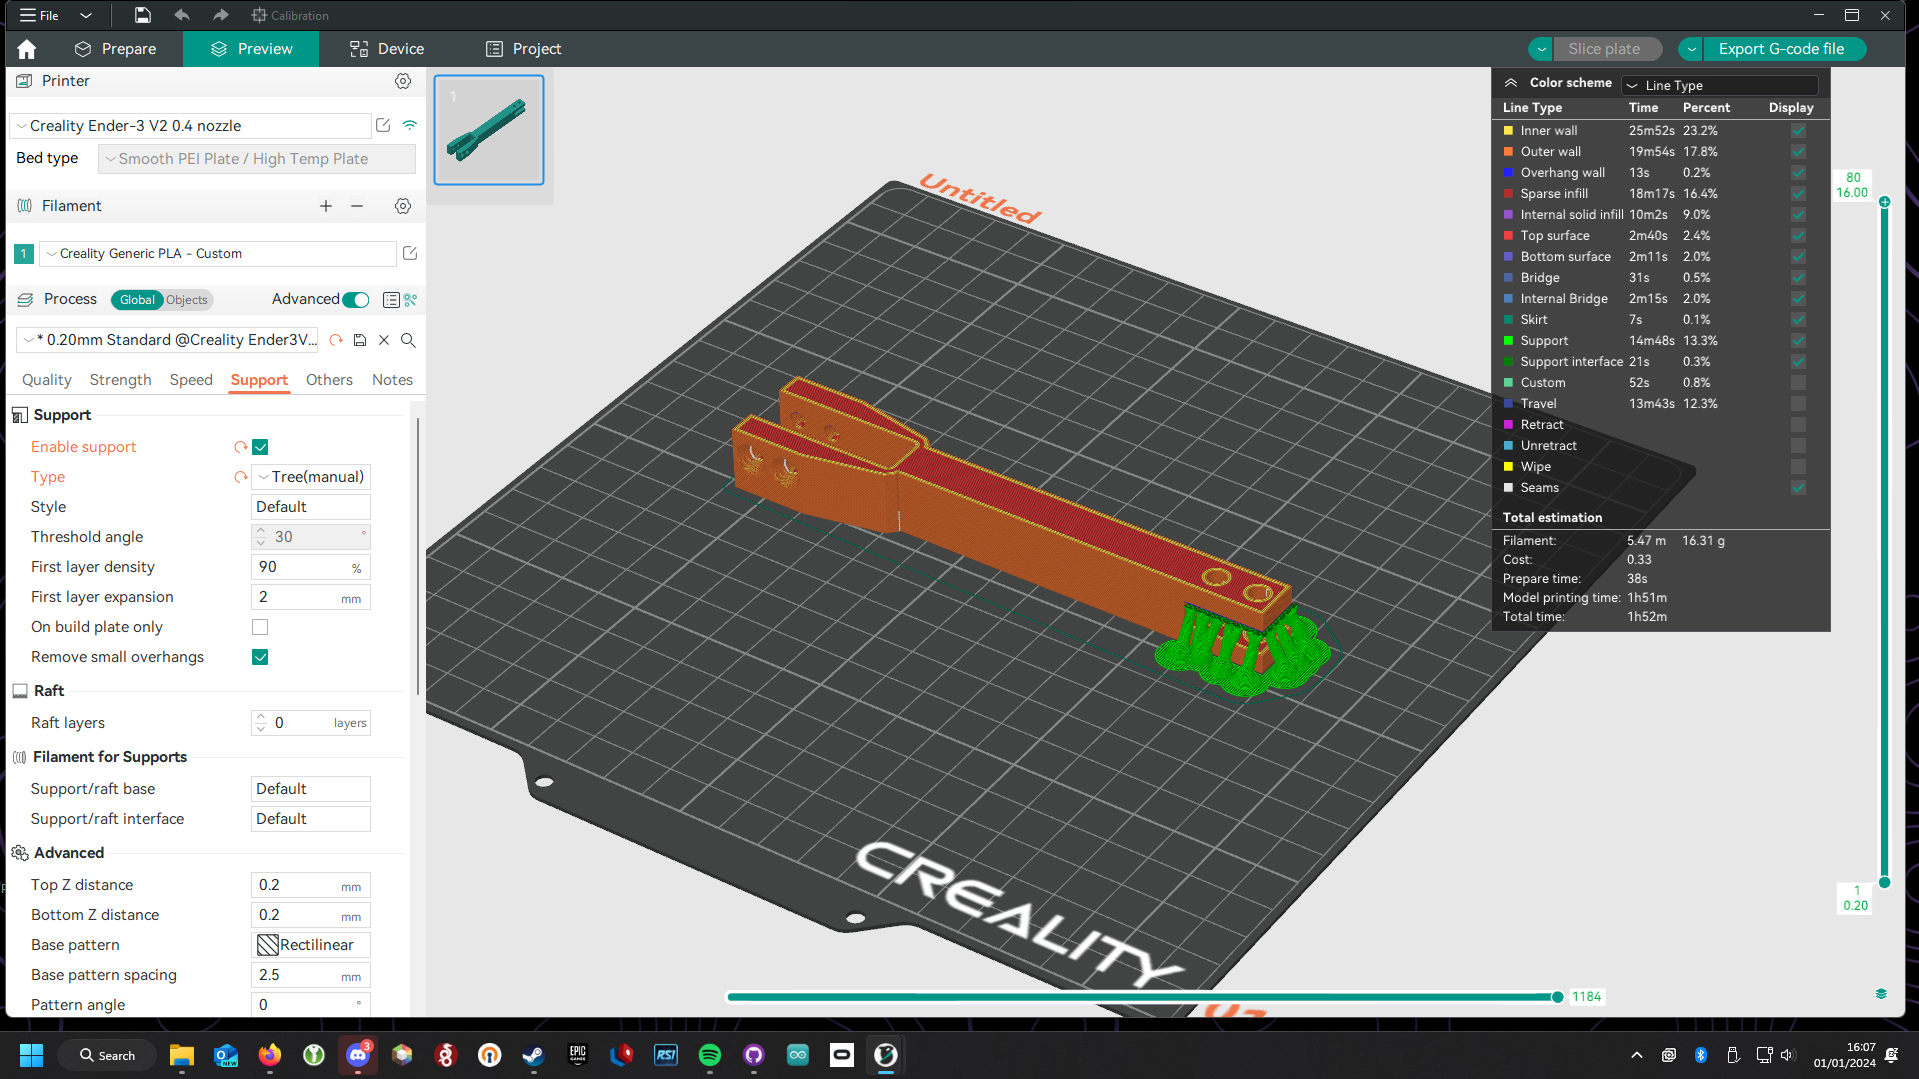 File
Calibration
Prepare
Preview
Device
Project
Slice plate
Export G-code file
Printer
Creality Ender-3 V2 0.4 nozzle
Bed type
Smooth PEI Plate / High Temp Plate
Filament
1
Creality Generic PLA - Custom
Process
Global
Objects
Advanced
* 0.20mm Standard @Creality Ender3V...
Quality
Strength
Speed
Support
Others
Notes
Support
Enable support
Type
Tree(manual)
Style
Default
Threshold angle
30 °
First layer density
90 %
First layer expansion
2 mm
On build plate only
Remove small overhangs
Raft
Raft layers
0 layers
Filament for Supports
Support/raft base
Default
Support/raft interface
Default
Advanced
Top Z distance
0.2 mm
Bottom Z distance
0.2 mm
Base pattern
Rectilinear
Base pattern spacing
2.5 mm
Pattern angle
0 °
1
Untitled
CREALITY
Color scheme
Line Type
Line Type Time Percent Display
Inner wall 25m52s 23.2%
Outer wall 19m54s 17.8%
Overhang wall 13s 0.2%
Sparse infill 18m17s 16.4%
Internal solid infill 10m2s 9.0%
Top surface 2m40s 2.4%
Bottom surface 2m11s 2.0%
Bridge 31s 0.5%
Internal Bridge 2m15s 2.0%
Skirt 7s 0.1%
Support 14m48s 13.3%
Support interface 21s 0.3%
Custom 52s 0.8%
Travel 13m43s 12.3%
Retract
Unretract
Wipe
Seams
Total estimation
Filament: 5.47 m 16.31 g
Cost: 0.33
Prepare time: 38s
Model printing time: 1h51m
Total time: 1h52m
80
16.00
1
0.20
1184
Search
NEW
3
EPIC
GAMES
RSI
16:07
01/01/2024